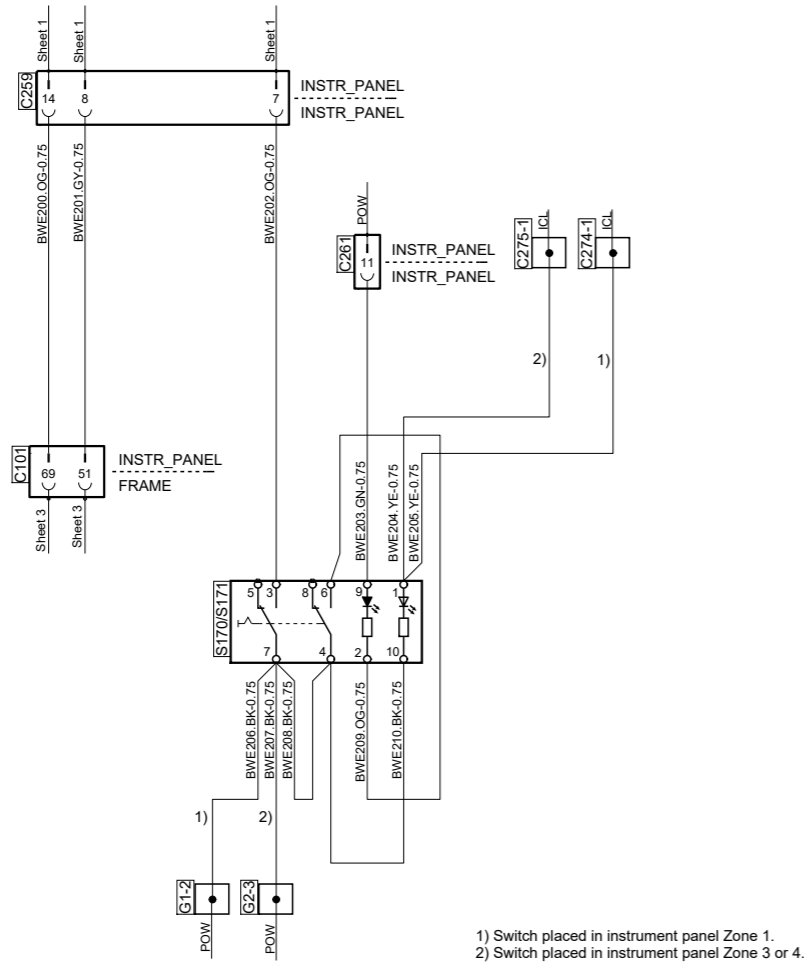 Sheet 1
Sheet 1
Sheet 1
C259
14
8
7
INSTR_PANEL
INSTR_PANEL
BWE200.OG-0.75
BWE201.GY-0.75
BWE202.OG-0.75
POW
C261
11
INSTR_PANEL
INSTR_PANEL
C275-1
ICL
C274-1
ICL
2)
1)
C101
69
51
INSTR_PANEL
FRAME
Sheet 3
Sheet 3
BWE203.GN-0.75
BWE204.YE-0.75
BWE205.YE-0.75
S170/S171
5
3
8
6
9
1
7
4
2
10
BWE206.BK-0.75
BWE207.BK-0.75
BWE208.BK-0.75
BWE209.OG-0.75
BWE210.BK-0.75
1)
2)
G1-2
G2-3
POW
POW
1) Switch placed in instrument panel Zone 1.
2) Switch placed in instrument panel Zone 3 or 4.